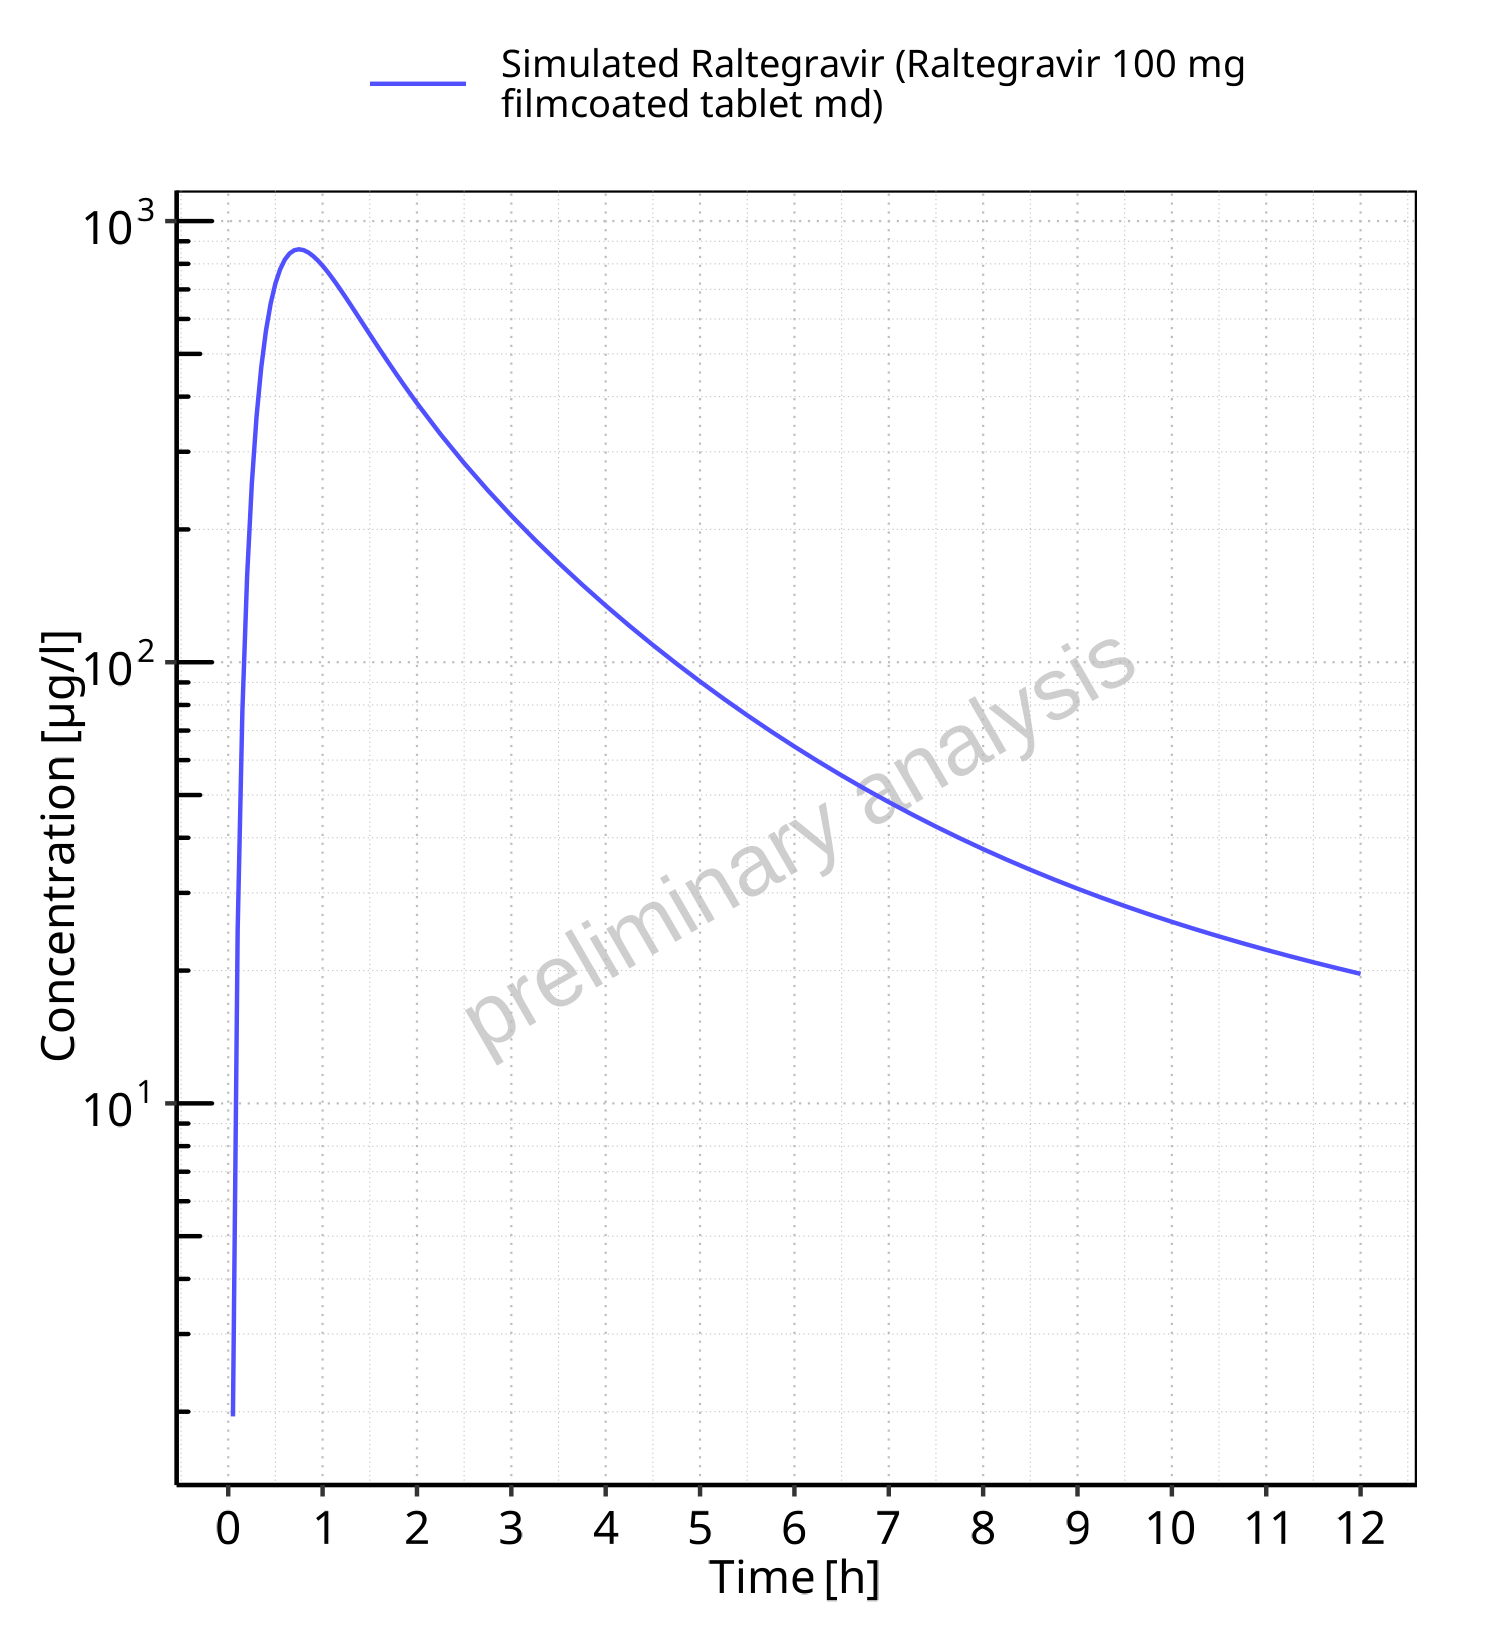 Simulated Raltegravir (Raltegravir 100 mg
filmcoated tablet md)
10³
10²
10¹
Concentration [µg/l]
preliminary analysis
0 1 2 3 4 5 6 7 8 9 10 11 12
Time [h]